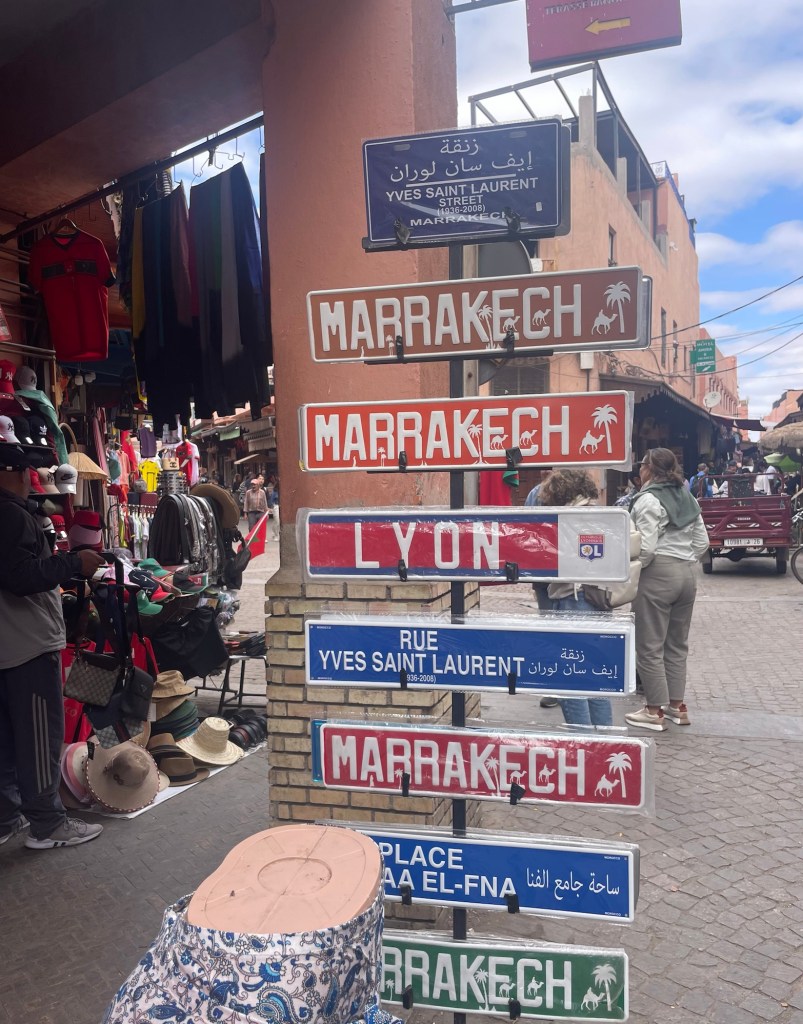 زنقة
إيف سان لوران
YVES SAINT LAURENT
STREET
(1936-2008)
MARRAKECH
MARRAKECH
MARRAKECH
LYON
OL
RUE
YVES SAINT LAURENT
(1936-2008)
زنقة
إيف سان لوران
MARRAKECH
PLACE
AA EL-FNA
ساحة جامع الفنا
RRAKECH